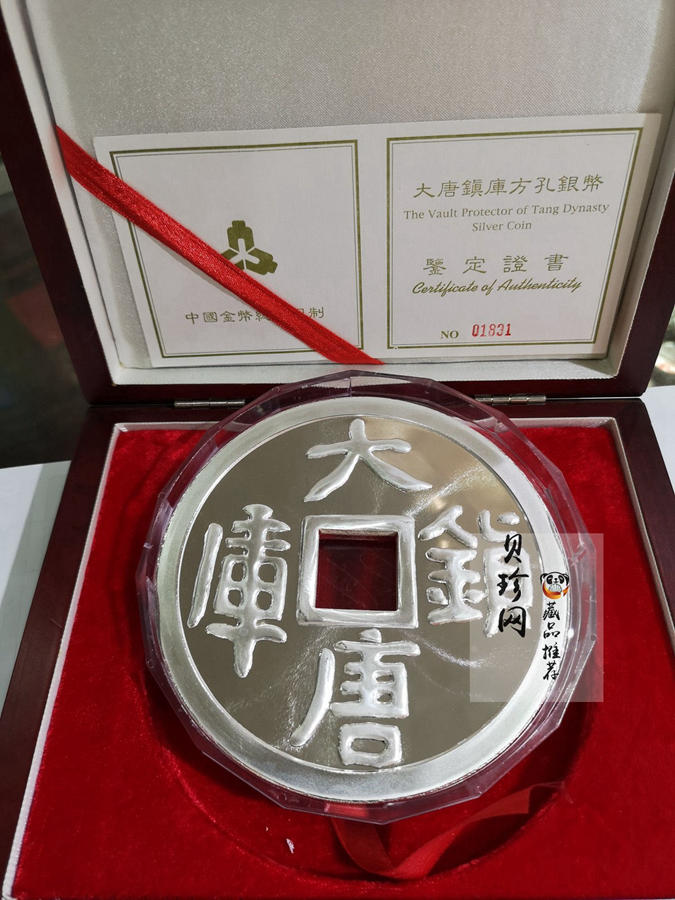 大唐鎮庫方孔銀幣
The Vault Protector of Tang Dynasty
Silver Coin
鑒定證書
Certificate of Authenticity
NO 01831
中國金幣
制
大
唐
鎮
庫
贝珍网
藏品推荐